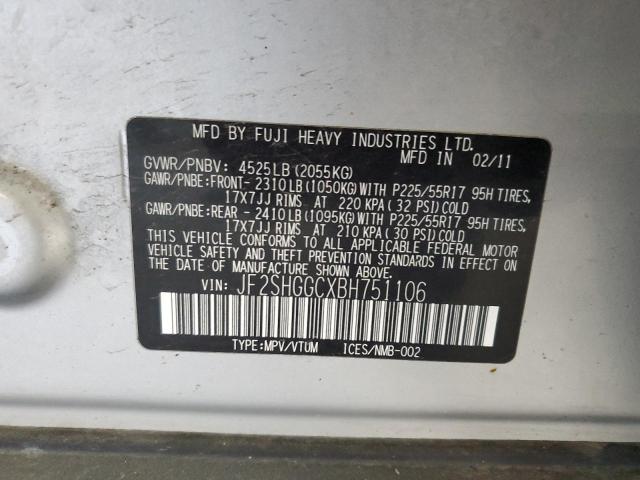 MFD BY FUJI HEAVY INDUSTRIES LTD.
MFD IN 02/11
GVWR/PNBV: 4525LB(2055KG)
GAWR/PNBE:FRONT- 2310LB(1050KG)WITH P225/55R17 95H TIRES,
17X7JJ RIMS AT 220 KPA(32 PSI)COLD
GAWR/PNBE:REAR - 2410LB(1095KG)WITH P225/55R17 95H TIRES,
17X7JJ RIMS AT 210 KPA(30 PSI)COLD
THIS VEHICLE CONFORMS TO ALL APPLICABLE FEDERAL MOTOR
VEHICLE SAFETY AND THEFT PREVENTION STANDARDS IN EFFECT ON
THE DATE OF MANUFACTURE SHOWN ABOVE.
VIN: JF2SHGGCXBH751106
TYPE:MPV/VTUM ICES/NMB-002